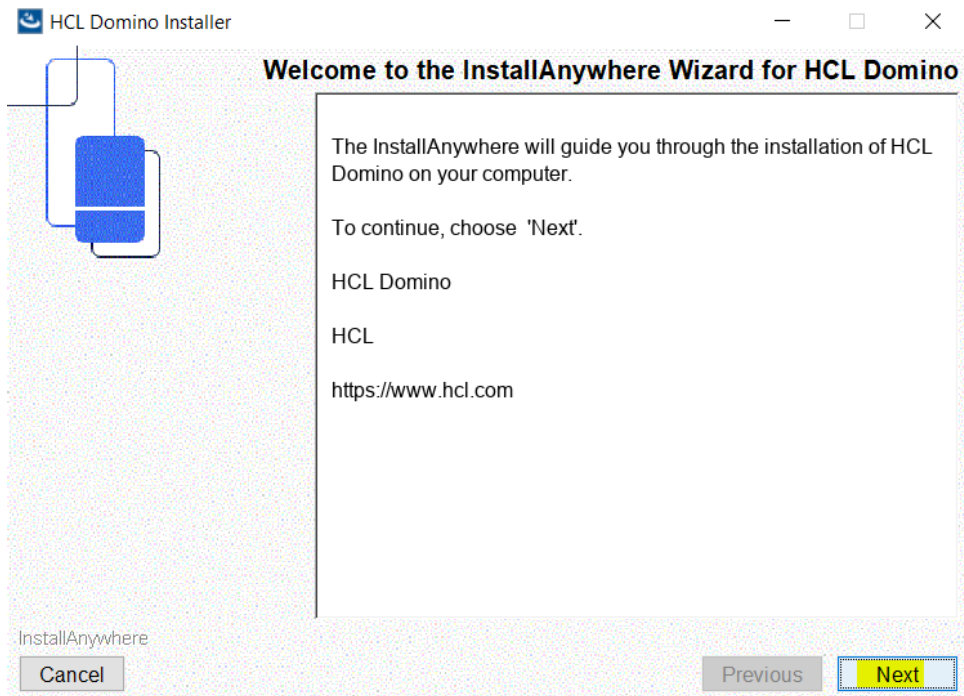 HCL Domino Installer
Welcome to the InstallAnywhere Wizard for HCL Domino
The InstallAnywhere will guide you through the installation of HCL
Domino on your computer.
To continue, choose  'Next'.
HCL Domino
HCL
https://www.hcl.com
InstallAnywhere
Cancel
Previous
Next